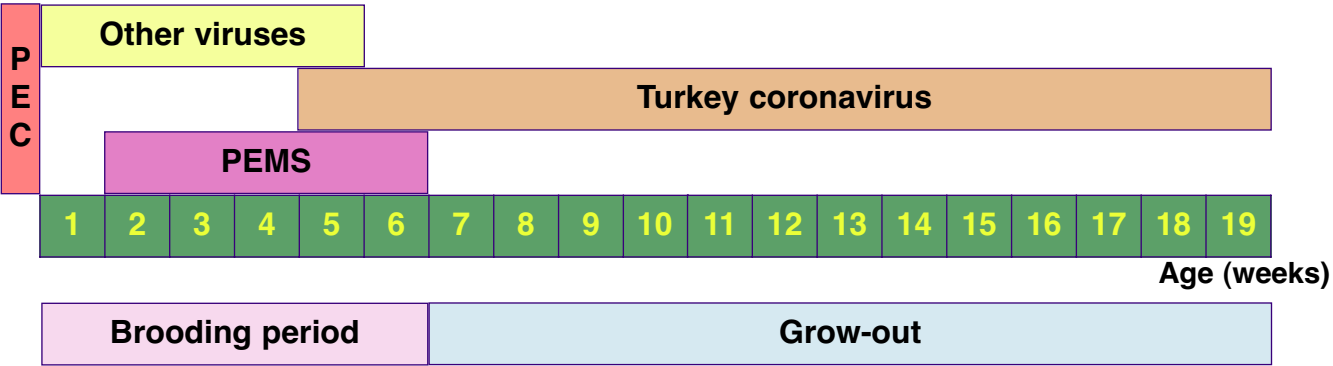 PEC
Other viruses
Turkey coronavirus
PEMS
1 2 3 4 5 6 7 8 9 10 11 12 13 14 15 16 17 18 19
Age (weeks)
Brooding period Grow-out